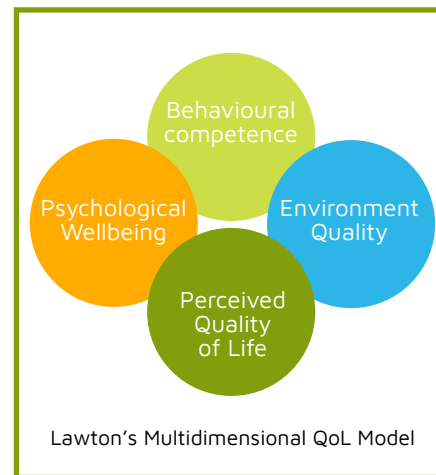 Behavioural
competence
Psychological
Wellbeing
Environment
Quality
Perceived
Quality
of Life
Lawton’s Multidimensional QoL Model